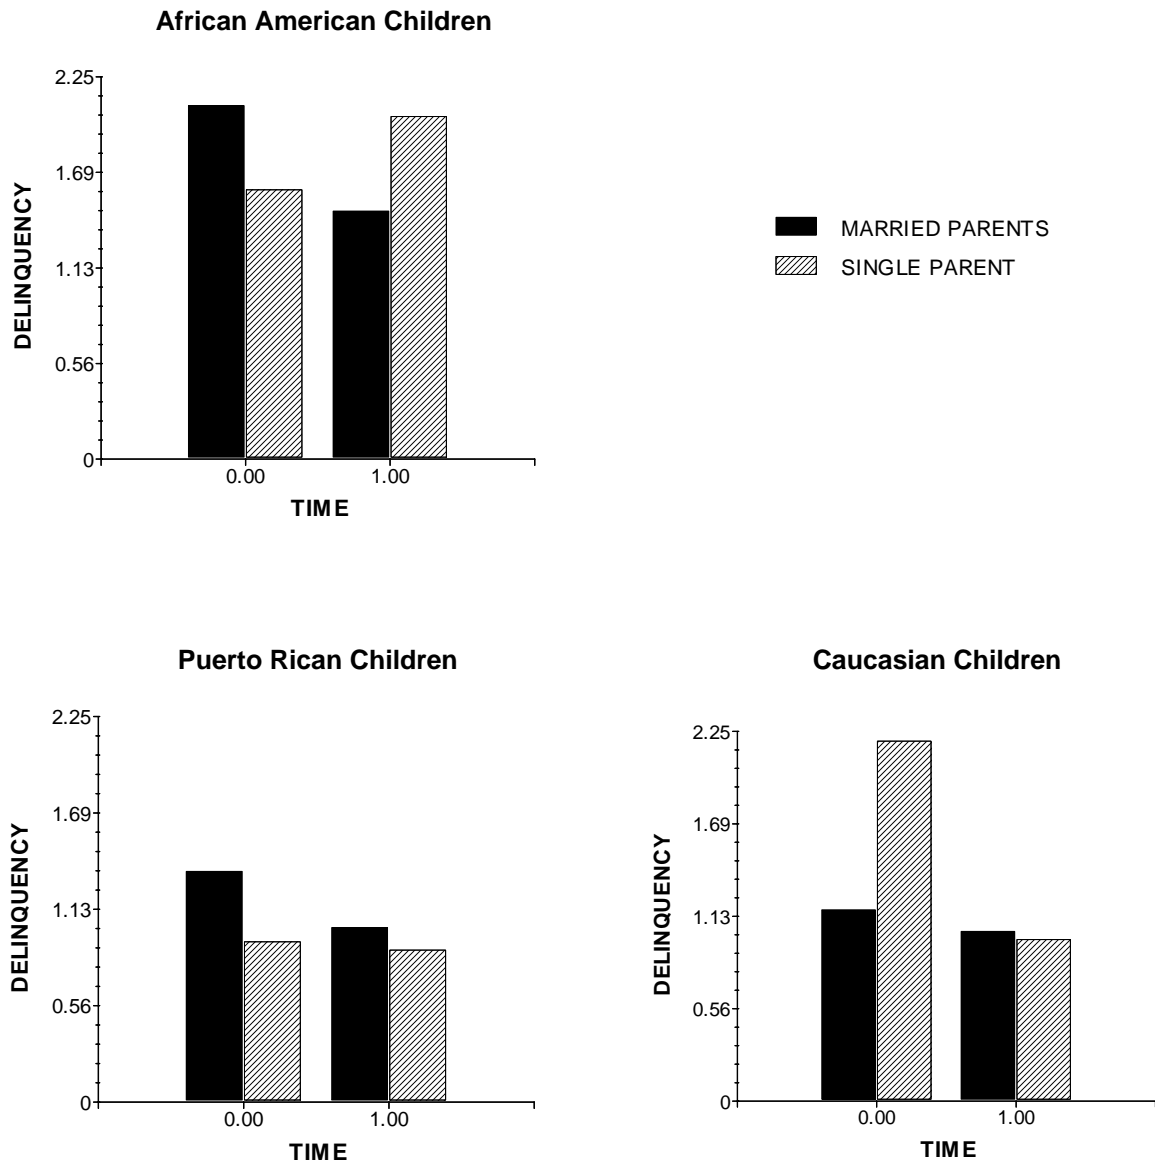 African American Children
2.25
1.69
1.13
0.56
0
DELINQUENCY
0.00 1.00
TIME
MARRIED PARENTS
SINGLE PARENT
Puerto Rican Children
2.25
1.69
1.13
0.56
0
DELINQUENCY
0.00 1.00
TIME
Caucasian Children
2.25
1.69
1.13
0.56
0
DELINQUENCY
0.00 1.00
TIME